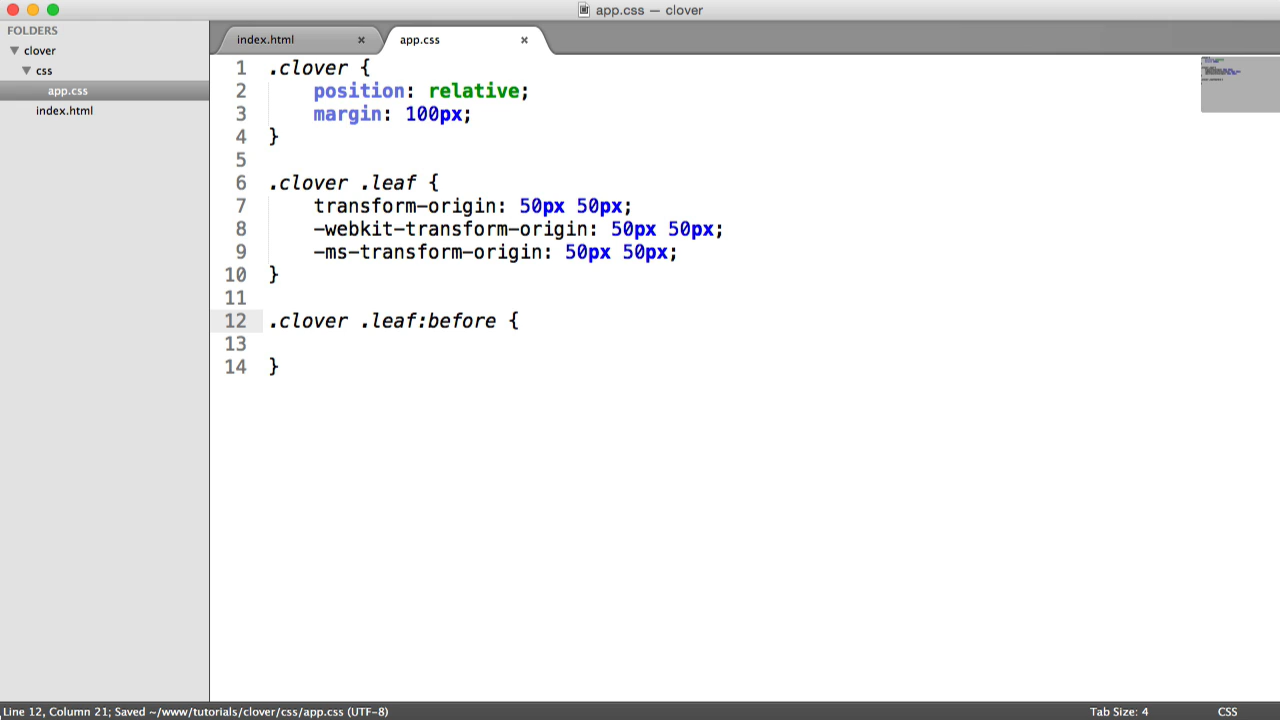 app.css — clover
FOLDERS
clover
css
app.css
index.html
index.html ×
app.css ×
1 .clover {
2 position: relative;
3 margin: 100px;
4 }
5
6 .clover .leaf {
7 transform-origin: 50px 50px;
8 -webkit-transform-origin: 50px 50px;
9 -ms-transform-origin: 50px 50px;
10 }
11
12 .clover .leaf:before {
13
14 }
Line 12, Column 21; Saved ~/www/tutorials/clover/css/app.css (UTF-8)
Tab Size: 4
CSS